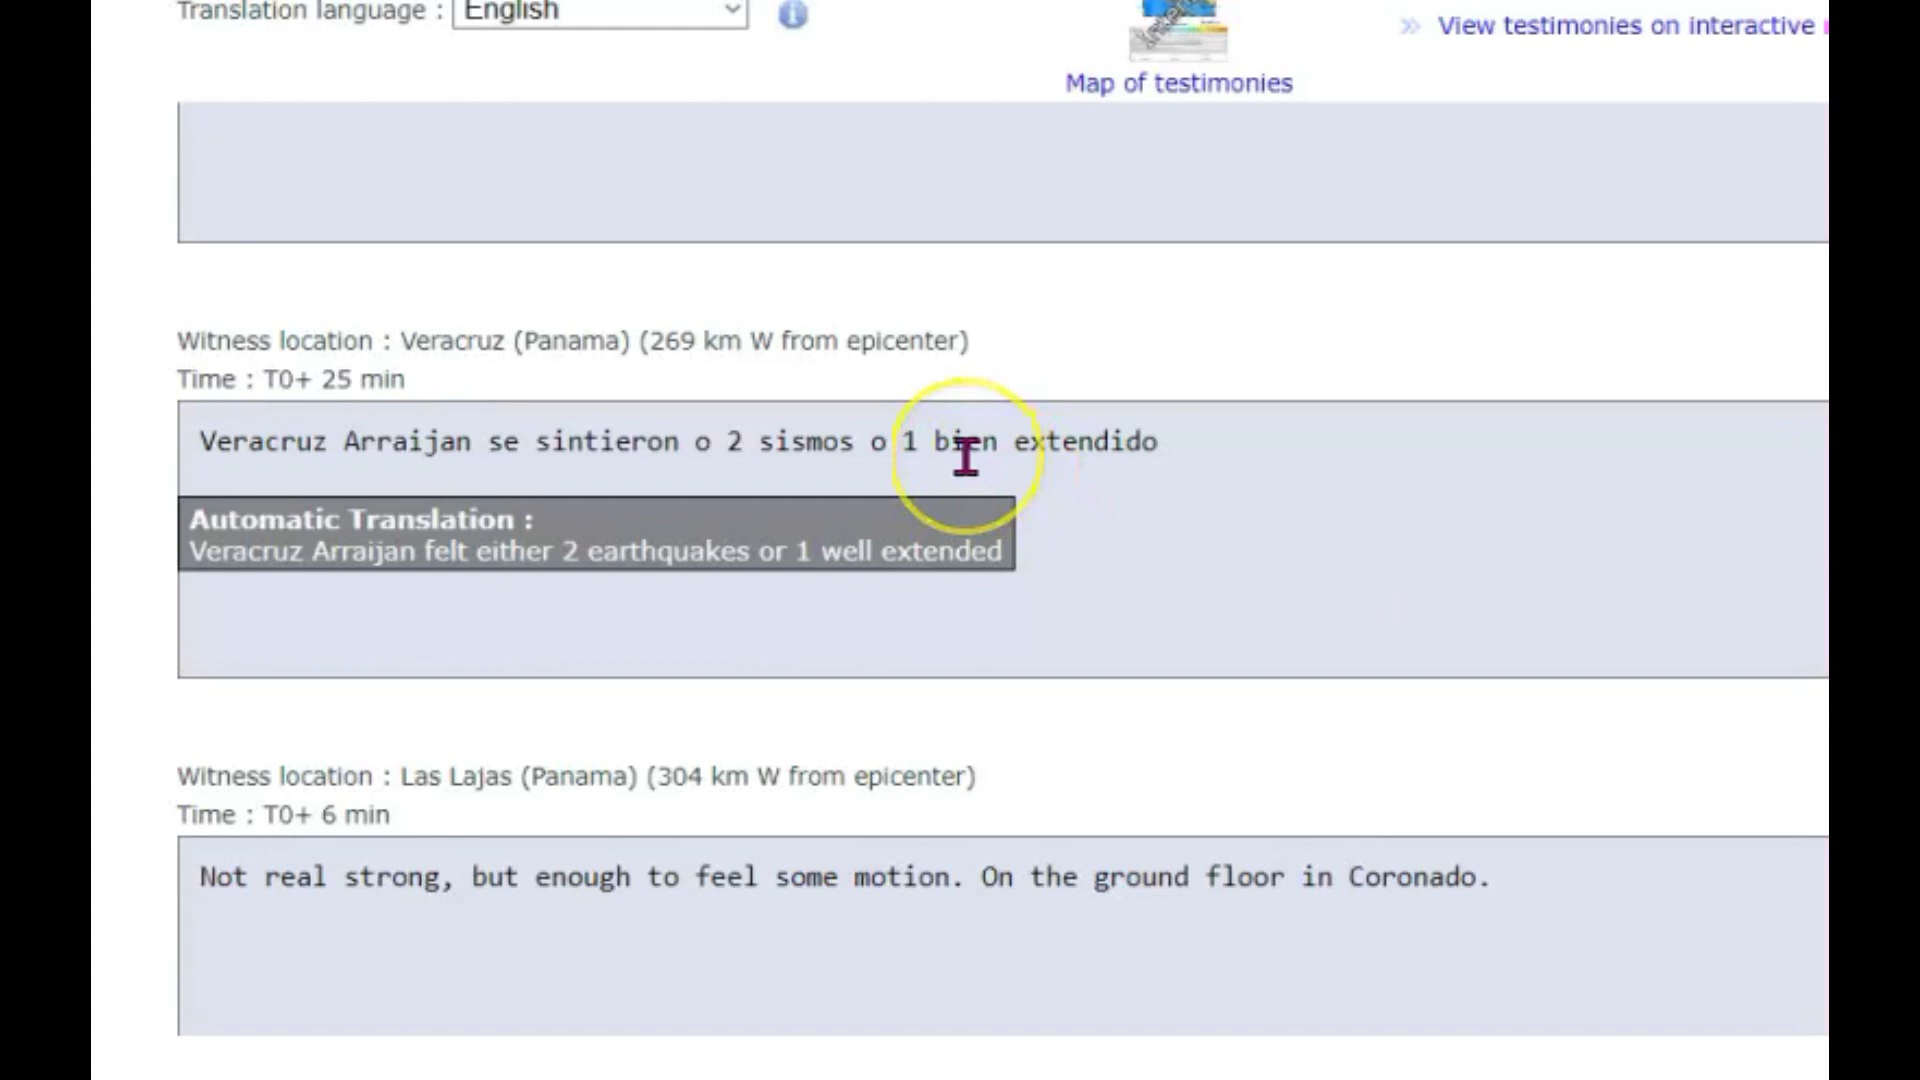 Translation language : English
View testimonies on interactive
Map of testimonies
Witness location : Veracruz (Panama) (269 km W from epicenter)
Time : T0+ 25 min
Veracruz Arraijan se sintieron o 2 sismos o 1 bien extendido
Automatic Translation :
Veracruz Arraijan felt either 2 earthquakes or 1 well extended
Witness location : Las Lajas (Panama) (304 km W from epicenter)
Time : T0+ 6 min
Not real strong, but enough to feel some motion. On the ground floor in Coronado.